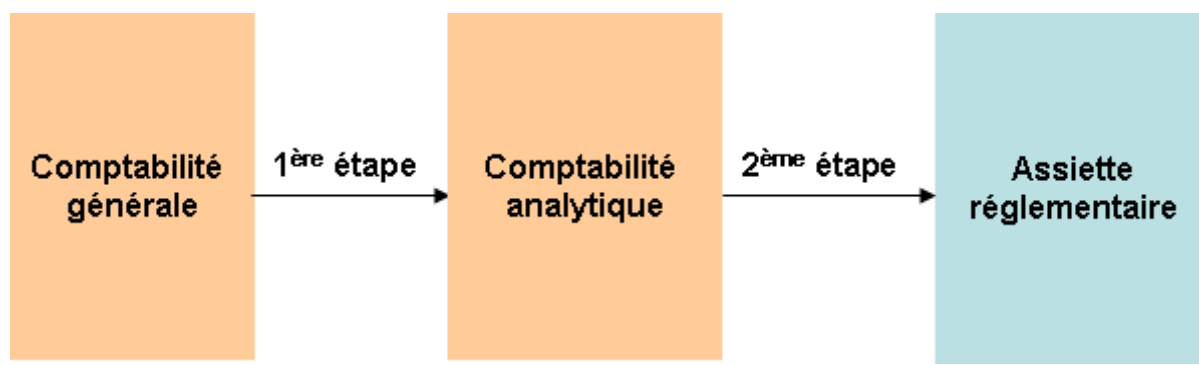 Comptabilité
générale
1ère étape
Comptabilité
analytique
2ème étape
Assiette
réglementaire